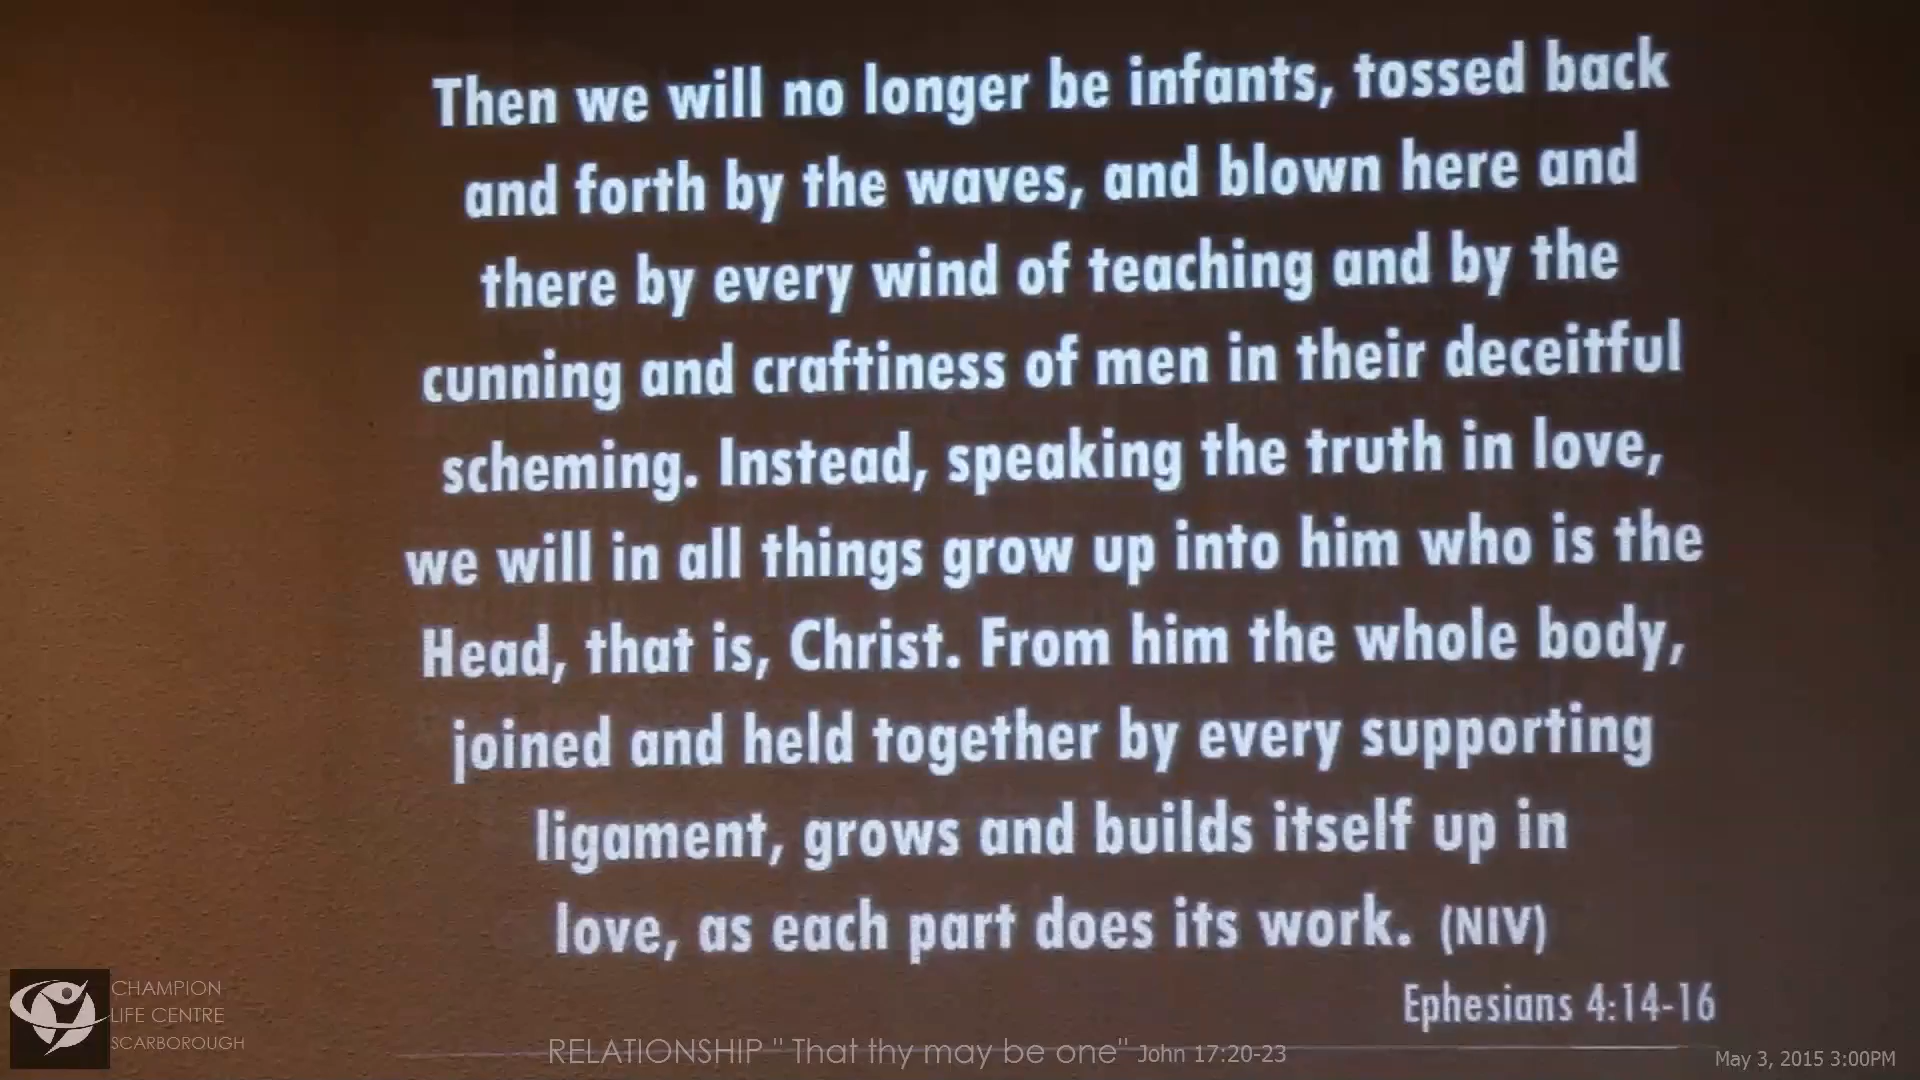 Then we will no longer be infants, tossed back
and forth by the waves, and blown here and
there by every wind of teaching and by the
cunning and craftiness of men in their deceitful
scheming. Instead, speaking the truth in love,
we will in all things grow up into him who is the
Head, that is, Christ. From him the whole body,
joined and held together by every supporting
ligament, grows and builds itself up in
love, as each part does its work. (NIV)
Ephesians 4:14-16
CHAMPION
LIFE CENTRE
SCARBOROUGH
RELATIONSHIP " That thy may be one" John 17:20-23
May 3, 2015 3:00PM